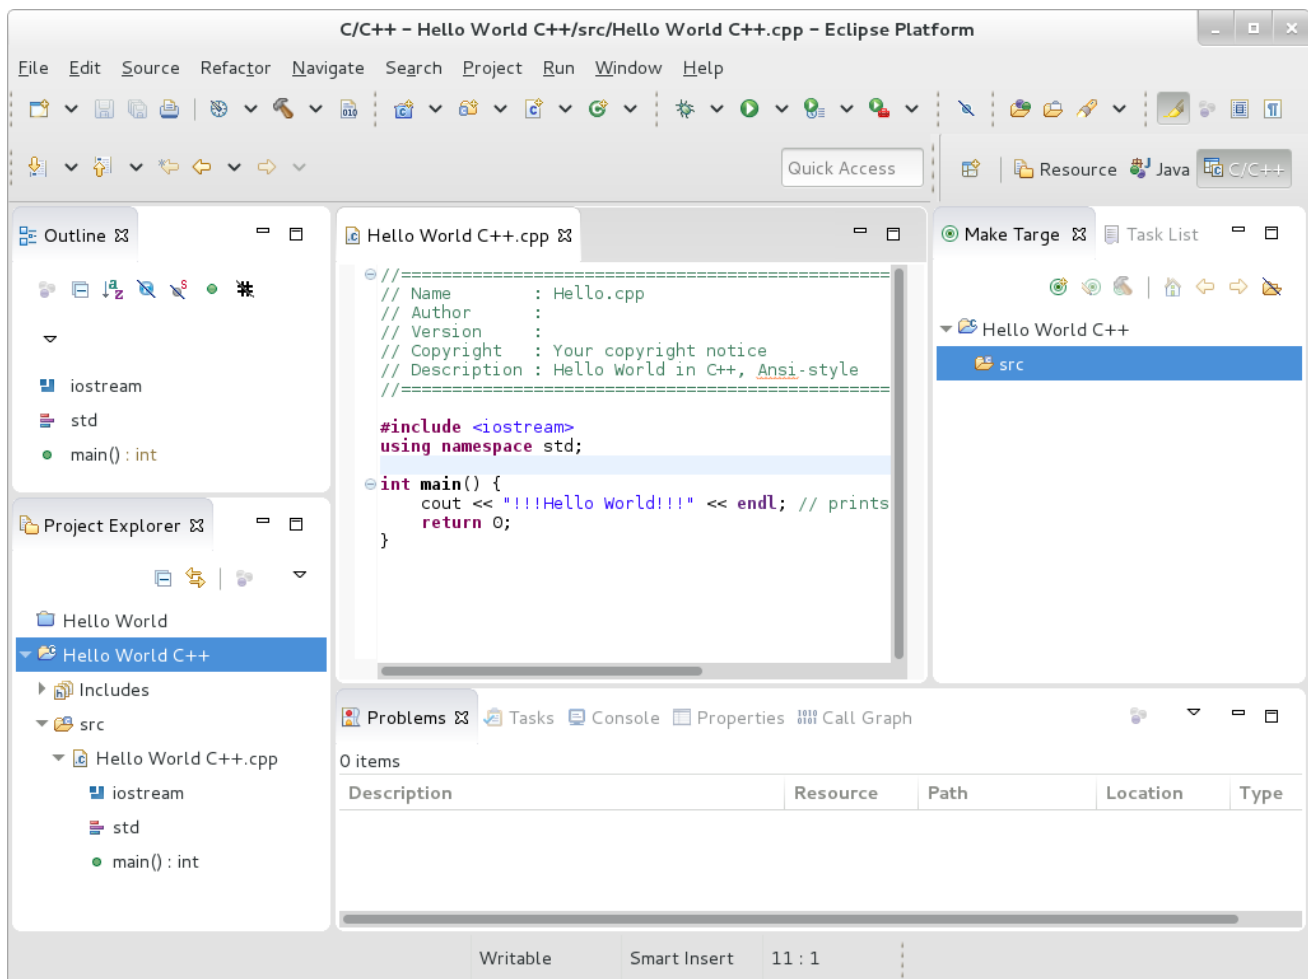 C/C++ – Hello World C++/src/Hello World C++.cpp – Eclipse Platform
File Edit Source Refactor Navigate Search Project Run Window Help
Quick Access
Resource Java C/C++
Outline
iostream
std
main() : int
Project Explorer
Hello World
Hello World C++
Includes
src
Hello World C++.cpp
iostream
std
main() : int
Hello World C++.cpp
//================================================
// Name        : Hello.cpp
// Author      :
// Version     :
// Copyright   : Your copyright notice
// Description : Hello World in C++, Ansi-style
//================================================
#include <iostream>
using namespace std;
int main() {
    cout << "!!!Hello World!!!" << endl; // prints
    return 0;
}
Make Targe Task List
Hello World C++
src
Problems Tasks Console Properties Call Graph
0 items
Description Resource Path Location Type
Writable Smart Insert 11 : 1